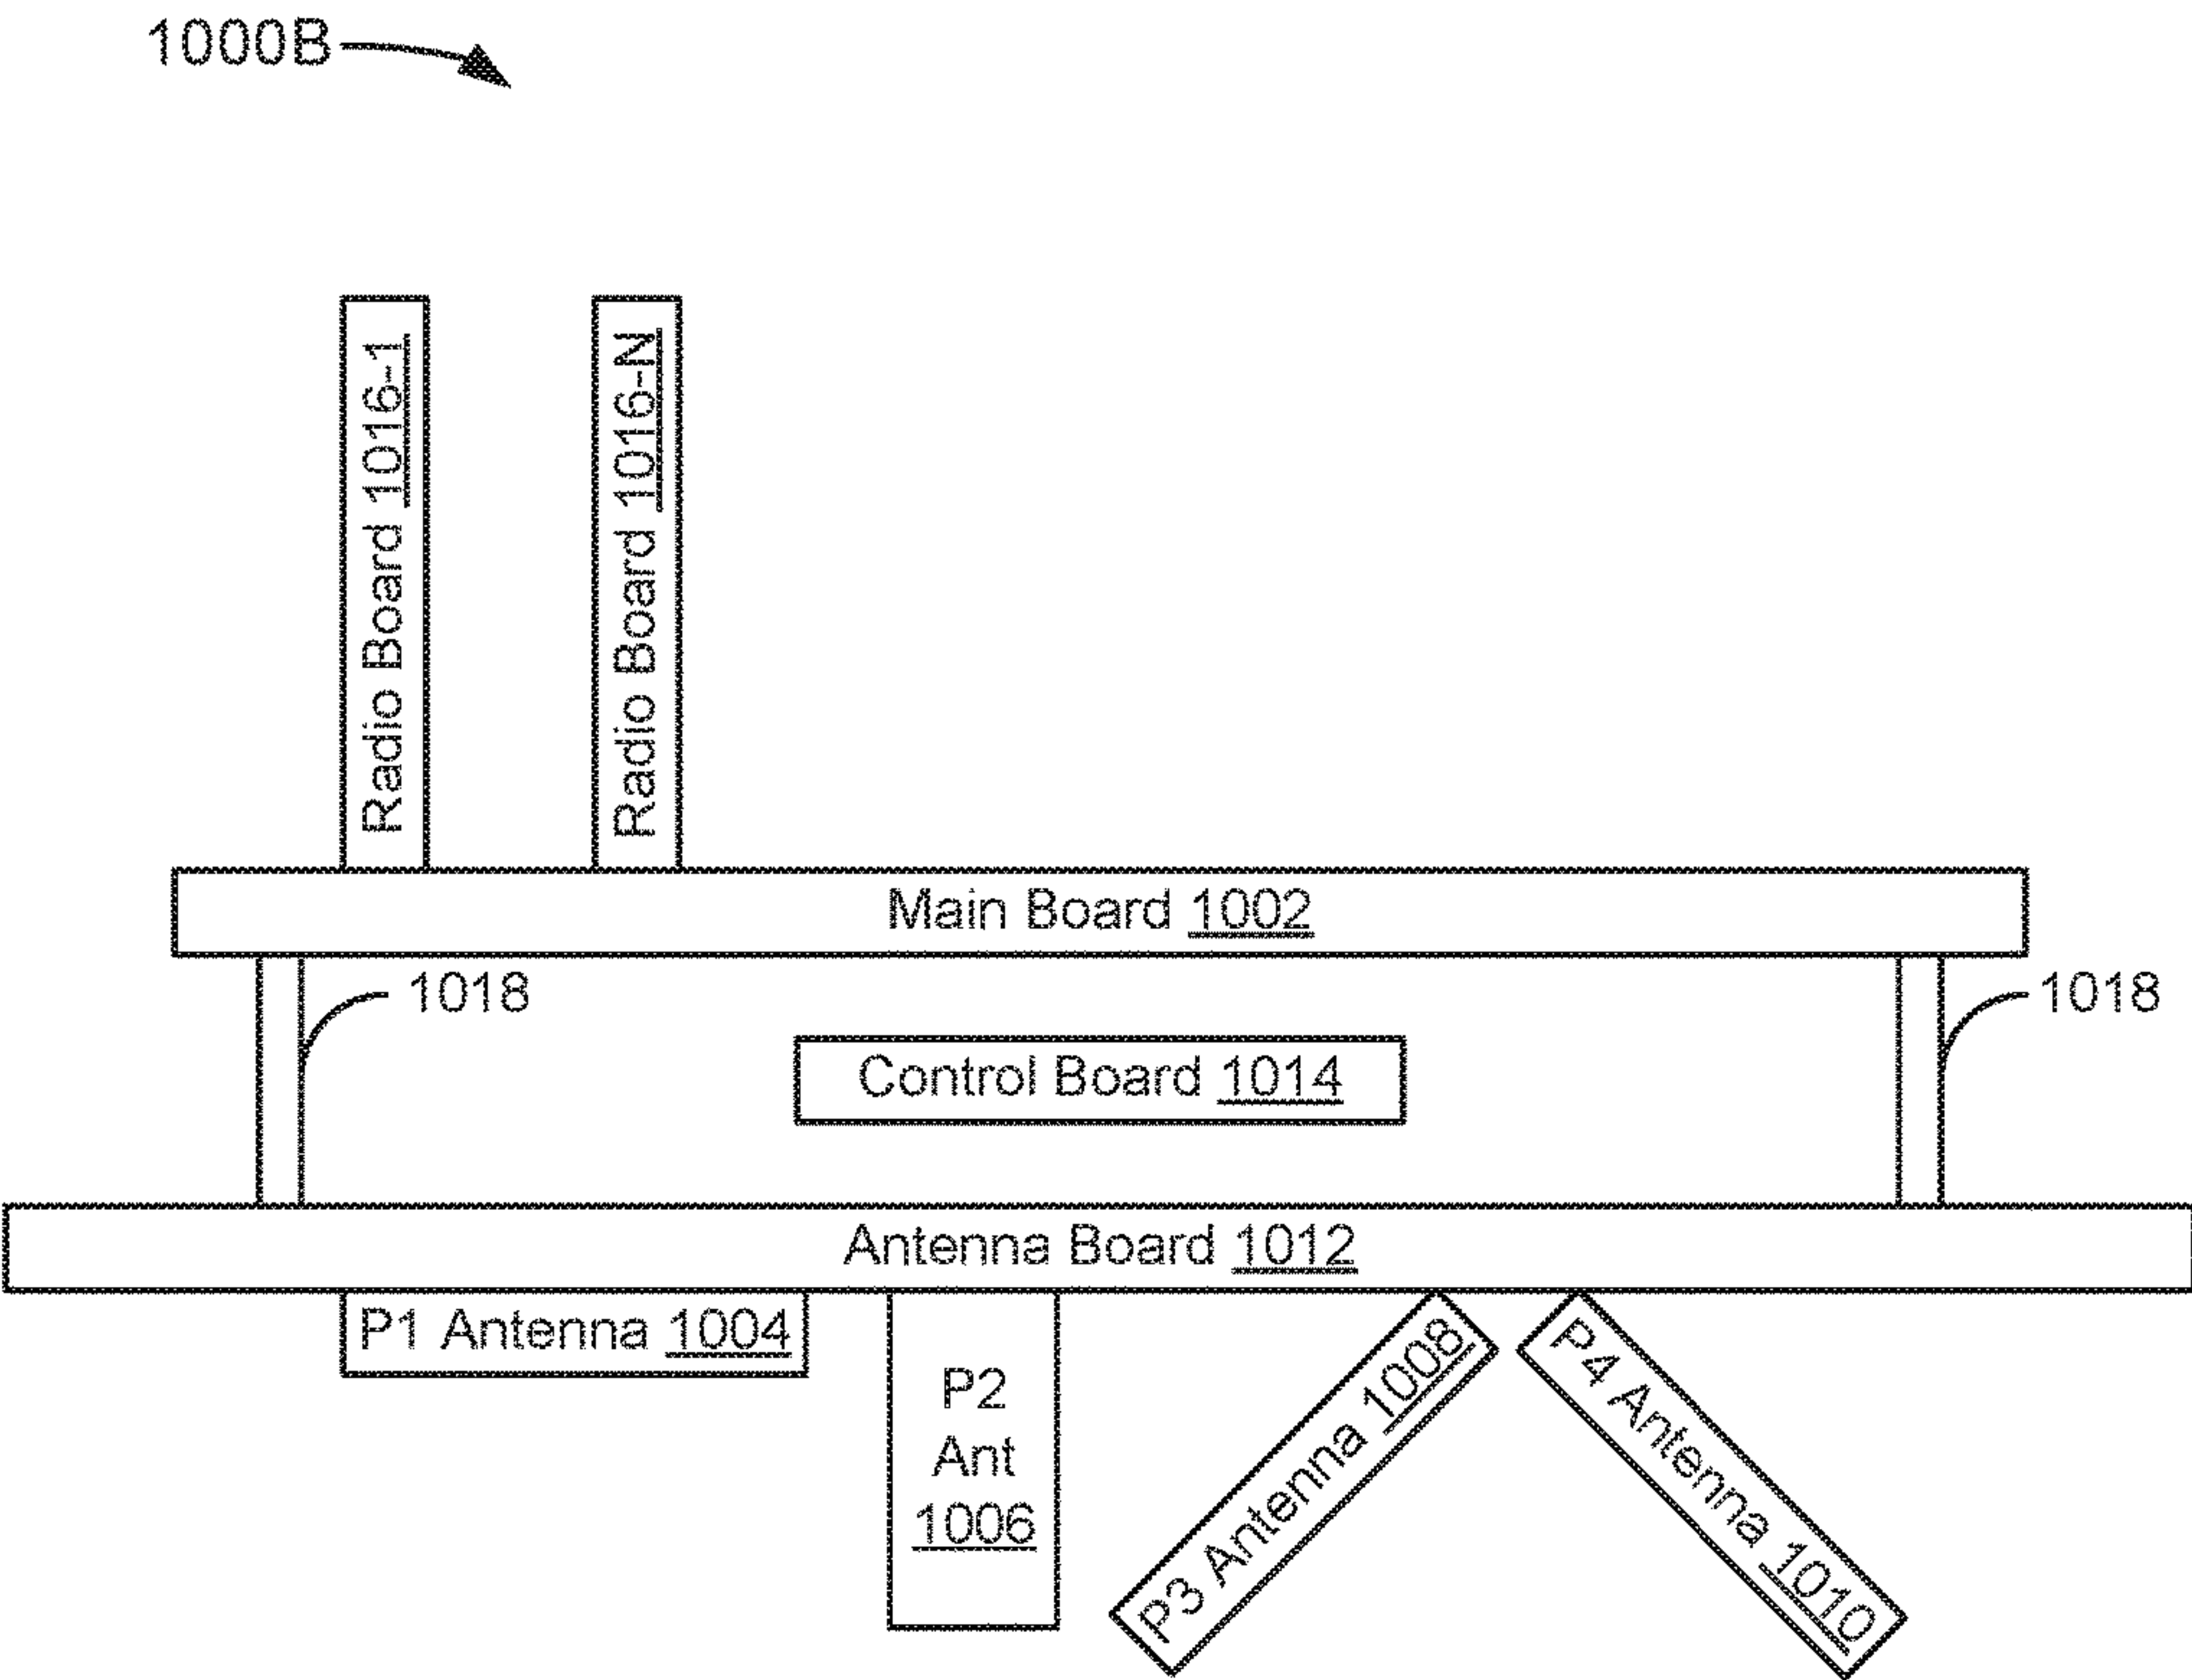 1000B
Radio Board 1016-1
Radio Board 1016-N
Main Board 1002
1018
1018
Control Board 1014
Antenna Board 1012
P1 Antenna 1004
P2
Ant
1006
P3 Antenna 1008
P4 Antenna 1010